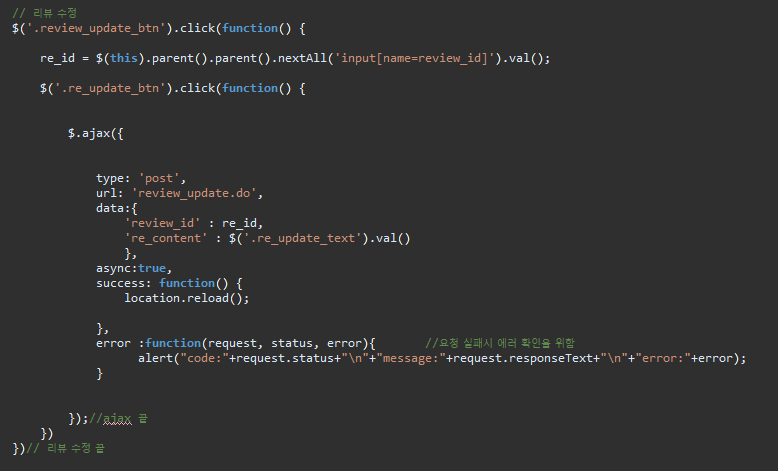 // 리뷰 수정
$('.review_update_btn').click(function() {
re_id = $(this).parent().parent().nextAll('input[name=review_id]').val();
$('.re_update_btn').click(function() {
$.ajax({
type: 'post',
url: 'review_update.do',
data:{
'review_id' : re_id,
're_content' : $('.re_update_text').val()
},
async:true,
success: function() {
location.reload();
},
error :function(request, status, error){ //요청 실패시 에러 확인을 위함
alert("code:"+request.status+"\n"+"message:"+request.responseText+"\n"+"error:"+error);
}
});//ajax 끝
})
})// 리뷰 수정 끝